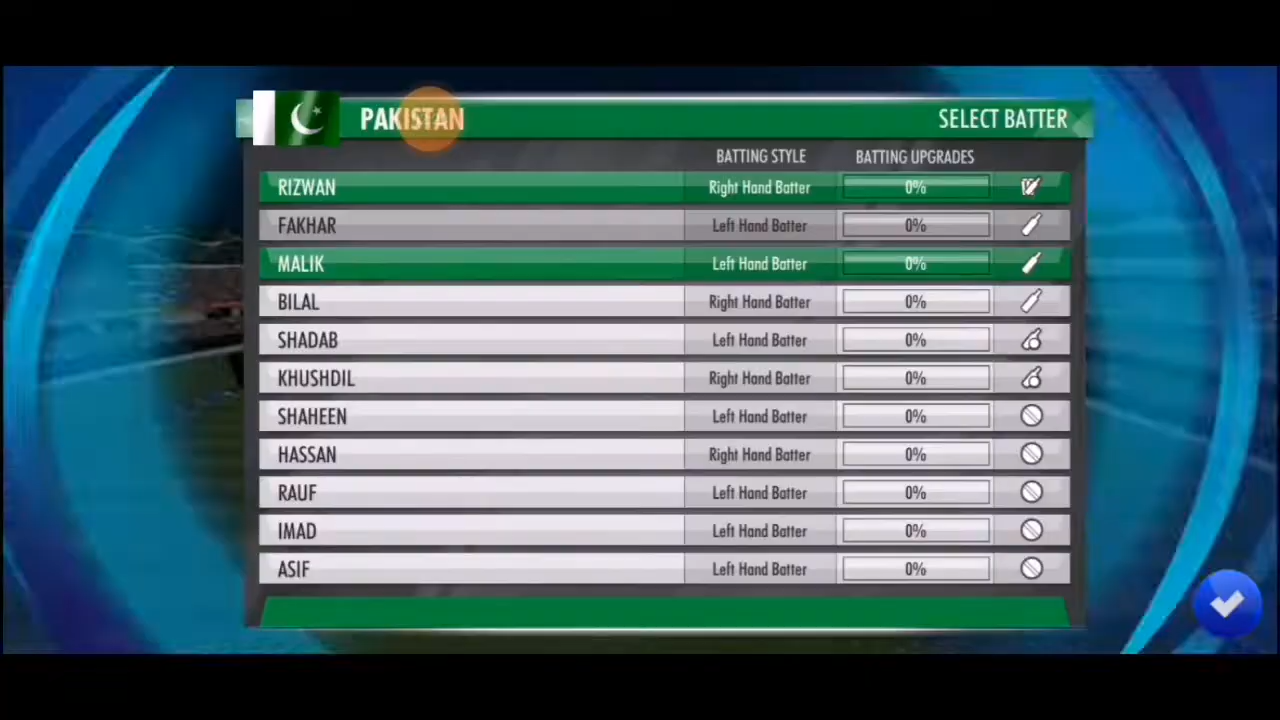 PAKISTAN SELECT BATTER
BATTING STYLE BATTING UPGRADES
RIZWAN Right Hand Batter 0%
FAKHAR Left Hand Batter 0%
MALIK Left Hand Batter 0%
BILAL Right Hand Batter 0%
SHADAB Left Hand Batter 0%
KHUSHDIL Right Hand Batter 0%
SHAHEEN Left Hand Batter 0%
HASSAN Right Hand Batter 0%
RAUF Left Hand Batter 0%
IMAD Left Hand Batter 0%
ASIF Left Hand Batter 0%